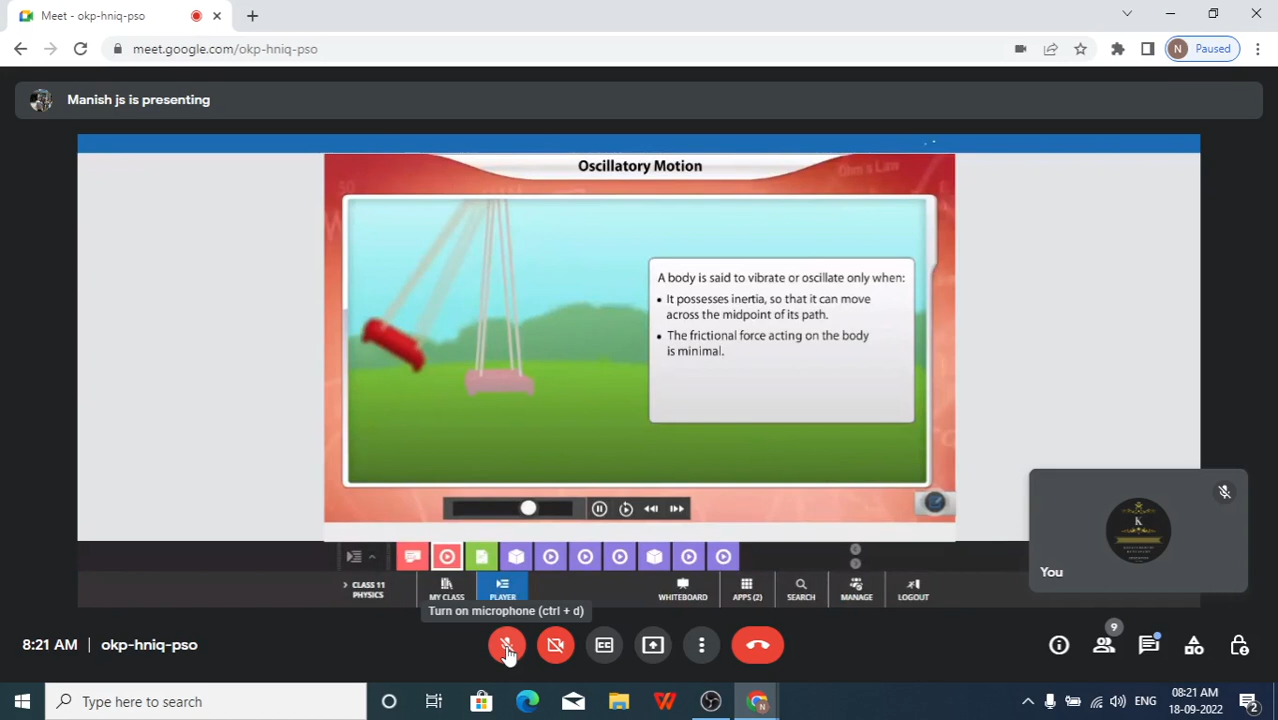 Meet - okp-hniq-pso
meet.google.com/okp-hniq-pso
N Paused
Manish js is presenting
Oscillatory Motion
A body is said to vibrate or oscillate only when:
• It possesses inertia, so that it can move
across the midpoint of its path.
• The frictional force acting on the body
is minimal.
K
You
CLASS 11
PHYSICS
MY CLASS
PLAYER
WHITEBOARD
APPS (2)
SEARCH
MANAGE
LOGOUT
Turn on microphone (ctrl + d)
8:21 AM
okp-hniq-pso
CC
9
Type here to search
W
N
ENG
08:21 AM
18-09-2022
2